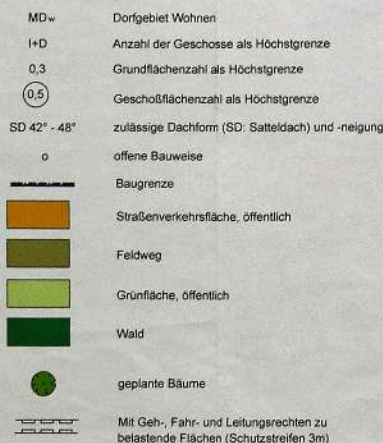 MDw Dorfgebiet Wohnen
I+D Anzahl der Geschosse als Höchstgrenze
0,3 Grundflächenzahl als Höchstgrenze
0,5 Geschoßflächenzahl als Höchstgrenze
SD 42° - 48° zulässige Dachform (SD: Satteldach) und -neigung
o offene Bauweise
Baugrenze
Straßenverkehrsfläche, öffentlich
Feldweg
Grünfläche, öffentlich
Wald
geplante Bäume
Mit Geh-, Fahr- und Leitungsrechten zu
belastende Flächen (Schutzstreifen 3m)